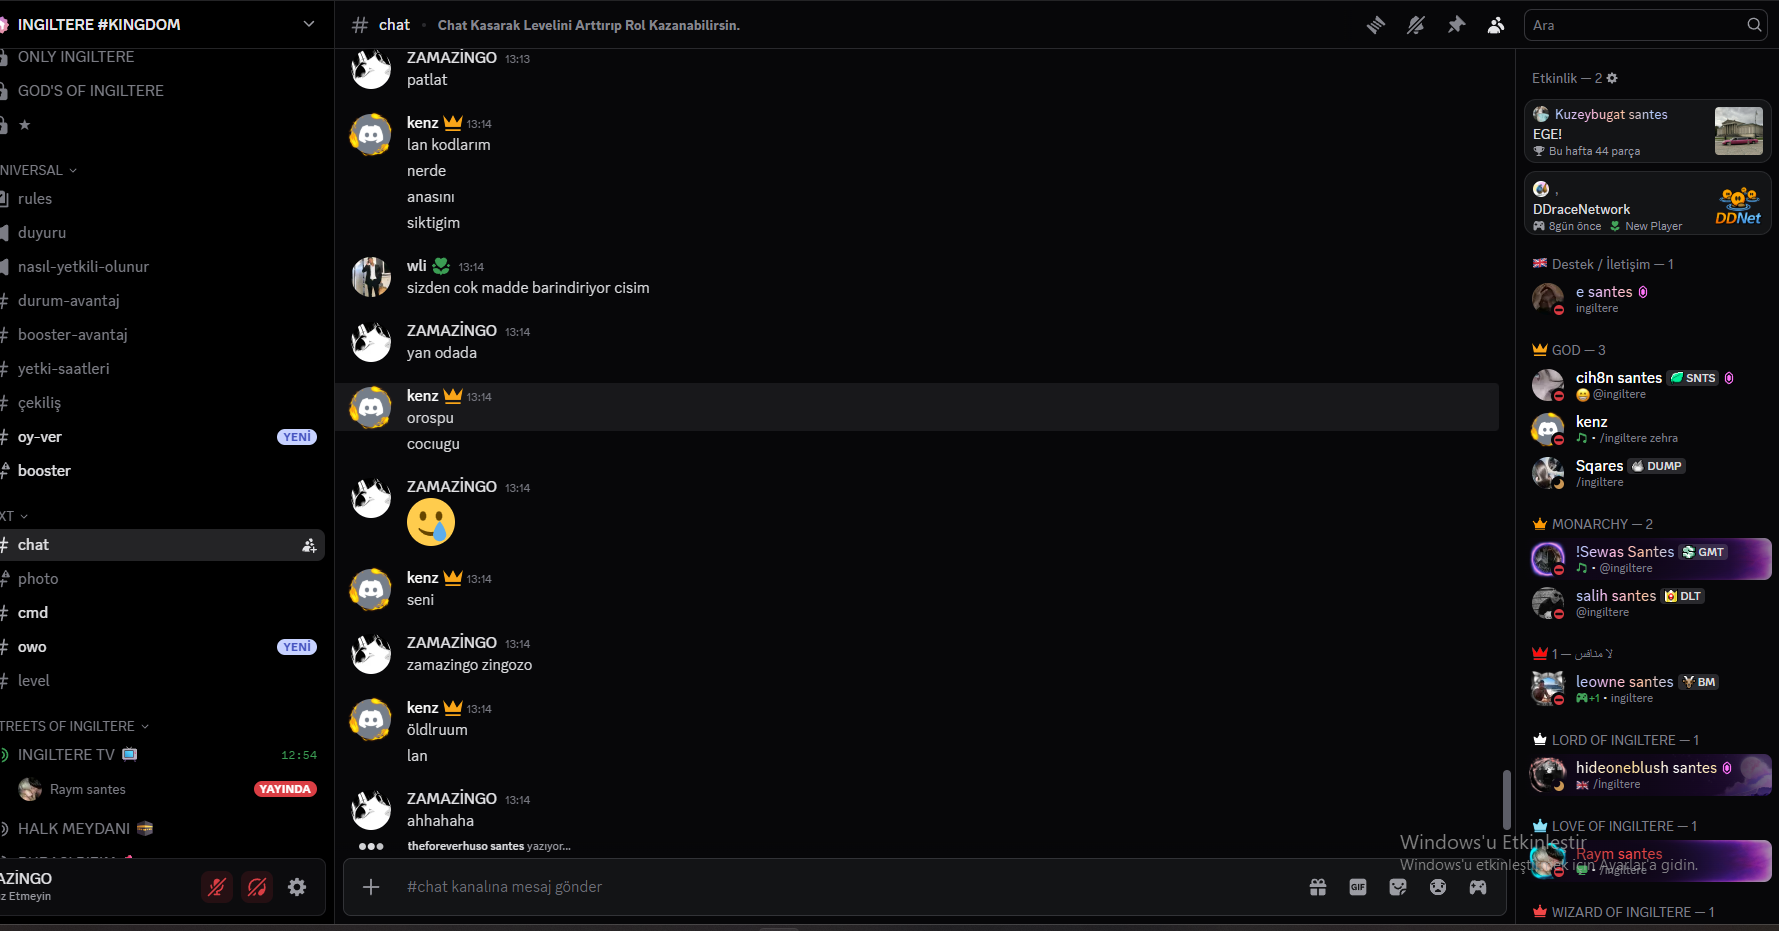 INGILTERE #KINGDOM
ONLY INGILTERE
GOD'S OF INGILTERE
★
NIVERSAL
rules
duyuru
nasıl-yetkili-olunur
durum-avantaj
booster-avantaj
yetki-saatleri
çekiliş
oy-ver YENİ
booster
XT
chat
photo
cmd
owo YENİ
level
TREETS OF INGILTERE
INGILTERE TV 12:54
Raym santes YAYINDA
HALK MEYDANI
AZİNGO
z Etmeyin
# chat • Chat Kasarak Levelini Arttırıp Rol Kazanabilirsin.
ZAMAZİNGO 13:13
patlat
kenz 13:14
lan kodlarım
nerde
anasını
siktigim
wli 13:14
sizden cok madde barindiriyor cisim
ZAMAZİNGO 13:14
yan odada
kenz 13:14
orospu
cocıugu
ZAMAZİNGO 13:14
kenz 13:14
seni
ZAMAZİNGO 13:14
zamazingo zingozo
kenz 13:14
öldlruum
lan
ZAMAZİNGO 13:14
ahhahaha
theforeverhuso santes yazıyor...
#chat kanalına mesaj gönder
GIF
Ara
Etkinlik — 2
Kuzeybugat santes
EGE!
Bu hafta 44 parça
,
DDraceNetwork
8gün önce New Player
DDNet
Destek / İletişim — 1
e santes
ingiltere
GOD — 3
cih8n santes SNTS
@ingiltere
kenz
• /ingiltere zehra
Sqares DUMP
/ingiltere
MONARCHY — 2
!Sewas Santes GMT
• @ingiltere
salih santes DLT
@ingiltere
لا منافس — 1
leowne santes BM
+1 • ingiltere
LORD OF INGILTERE — 1
hideoneblush santes
/İngiltere
LOVE OF INGILTERE — 1
Raym santes
• /ingiltere
WIZARD OF INGILTERE — 1
Windows'u Etkinleştir
Windows'u etkinleştirmek için Ayarlar'a gidin.